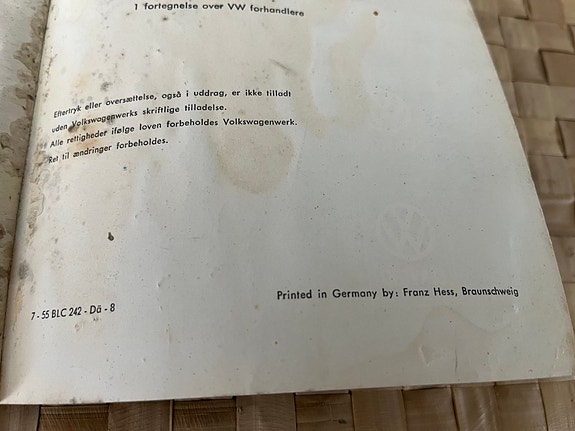 1 fortegnelse over VW forhandlere
Eftertryk eller oversættelse, også i uddrag, er ikke tilladt
uden Volkswagenwerks skriftlige tilladelse.
Alle rettigheder ifølge loven forbeholdes Volkswagenwerk.
Ret til ændringer forbeholdes.
VW
Printed in Germany by: Franz Hess, Braunschweig
7 - 55 BLC 242 - Dä - 8